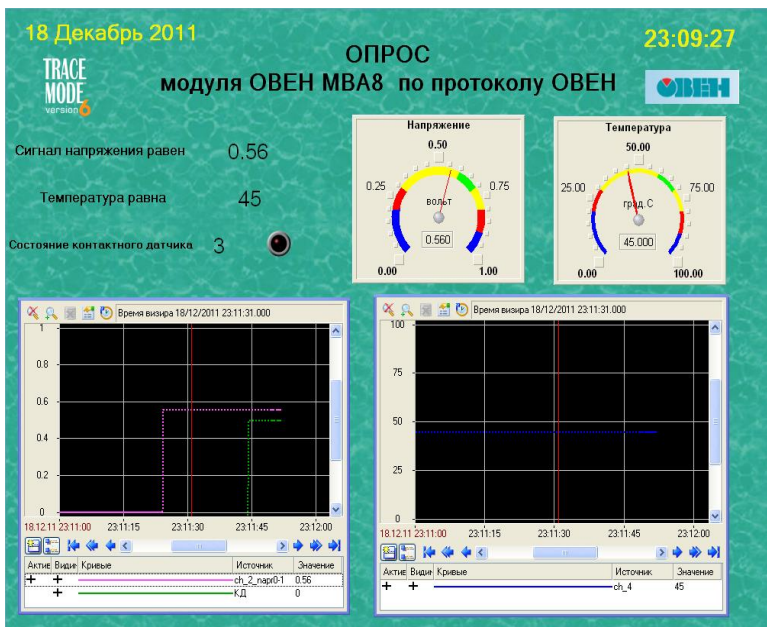 18 Декабрь 2011
23:09:27
ОПРОС
модуля ОВЕН МВА8 по протоколу ОВЕН
TRACE
MODE
version 6
ОВЕН
Сигнал напряжения равен 0.56
Температура равна 45
Состояние контактного датчика 3
Напряжение
0.50
0.25
0.75
вольт
0.560
0.00
1.00
Температура
50.00
25.00
75.00
град. С
45.000
0.00
100.00
Время визира 18/12/2011 23:11:31.000
1
0.8
0.6
0.4
0.2
0
18.12.11 23:11:00 23:11:15 23:11:30 23:11:45 23:12:00
Актив Видим Кривые Источник Значение
ch_2_napr0-1 0.56
КД 0
Время визира 18/12/2011 23:11:31.000
100
75
50
25
0
18.12.11 23:11:00 23:11:15 23:11:30 23:11:45 23:12:00
Актив Видим Кривые Источник Значение
ch_4 45